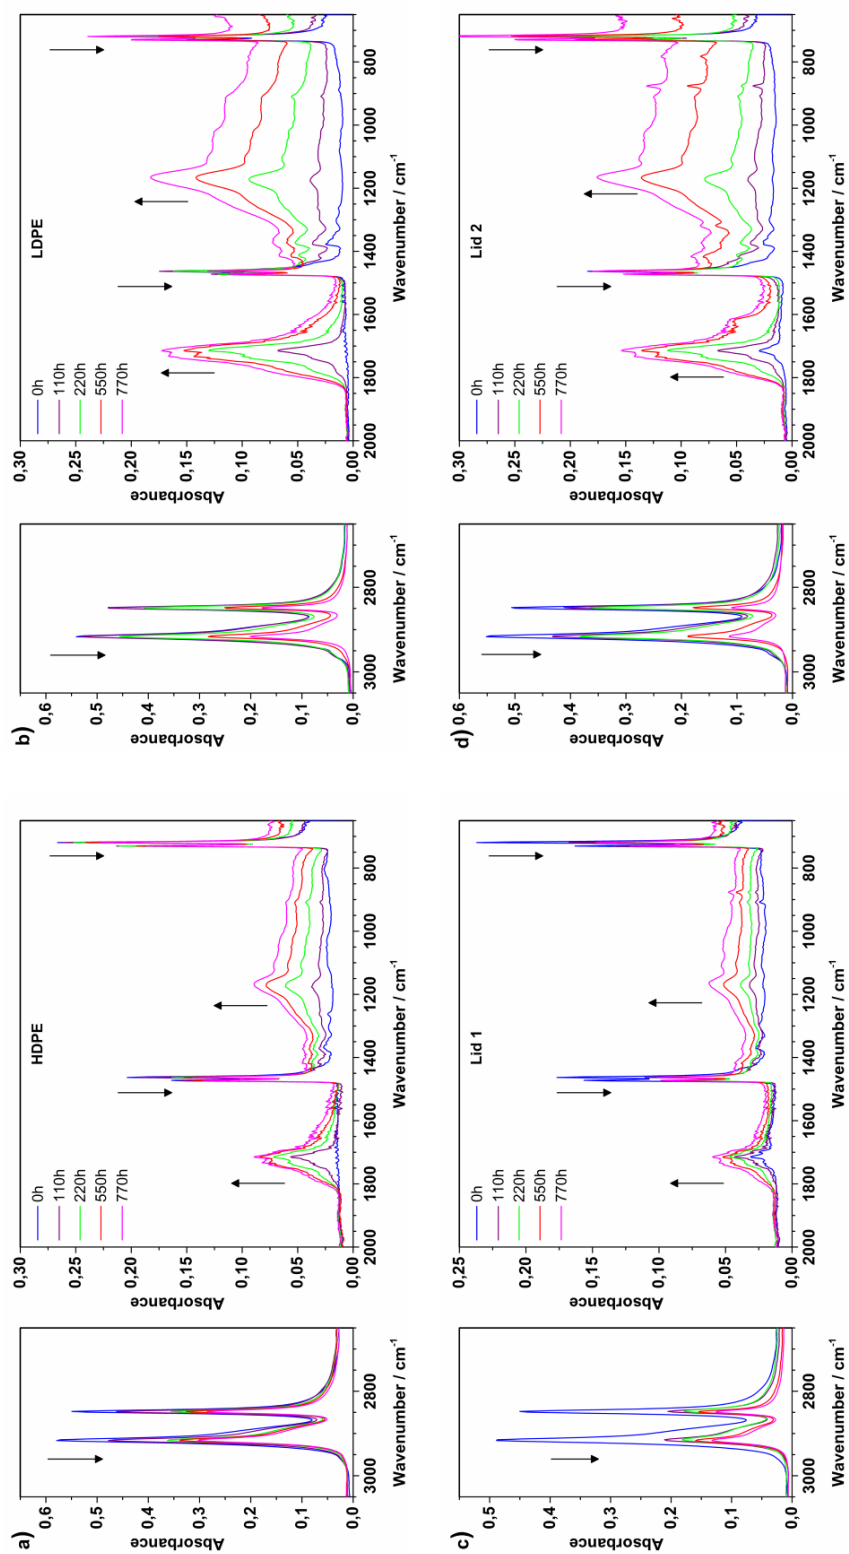 a)
Absorbance
0,6
0,5
0,4
0,3
0,2
0,1
0,0
3000 2800
Wavenumber / cm⁻¹
HDPE
Absorbance
0,30
0,25
0,20
0,15
0,10
0,05
0,00
0h
110h
220h
550h
770h
2000 1800 1600 1400 1200 1000 800
Wavenumber / cm⁻¹
b)
Absorbance
0,6
0,5
0,4
0,3
0,2
0,1
0,0
3000 2800
Wavenumber / cm⁻¹
LDPE
Absorbance
0,30
0,25
0,20
0,15
0,10
0,05
0,00
0h
110h
220h
550h
770h
2000 1800 1600 1400 1200 1000 800
Wavenumber / cm⁻¹
c)
Absorbance
0,5
0,4
0,3
0,2
0,1
0,0
3000 2800
Wavenumber / cm⁻¹
Lid 1
Absorbance
0,25
0,20
0,15
0,10
0,05
0,00
0h
110h
220h
550h
770h
2000 1800 1600 1400 1200 1000 800
Wavenumber / cm⁻¹
d)
Absorbance
0,6
0,5
0,4
0,3
0,2
0,1
0,0
3000 2800
Wavenumber / cm⁻¹
Lid 2
Absorbance
0,30
0,25
0,20
0,15
0,10
0,05
0,00
0h
110h
220h
550h
770h
2000 1800 1600 1400 1200 1000 800
Wavenumber / cm⁻¹